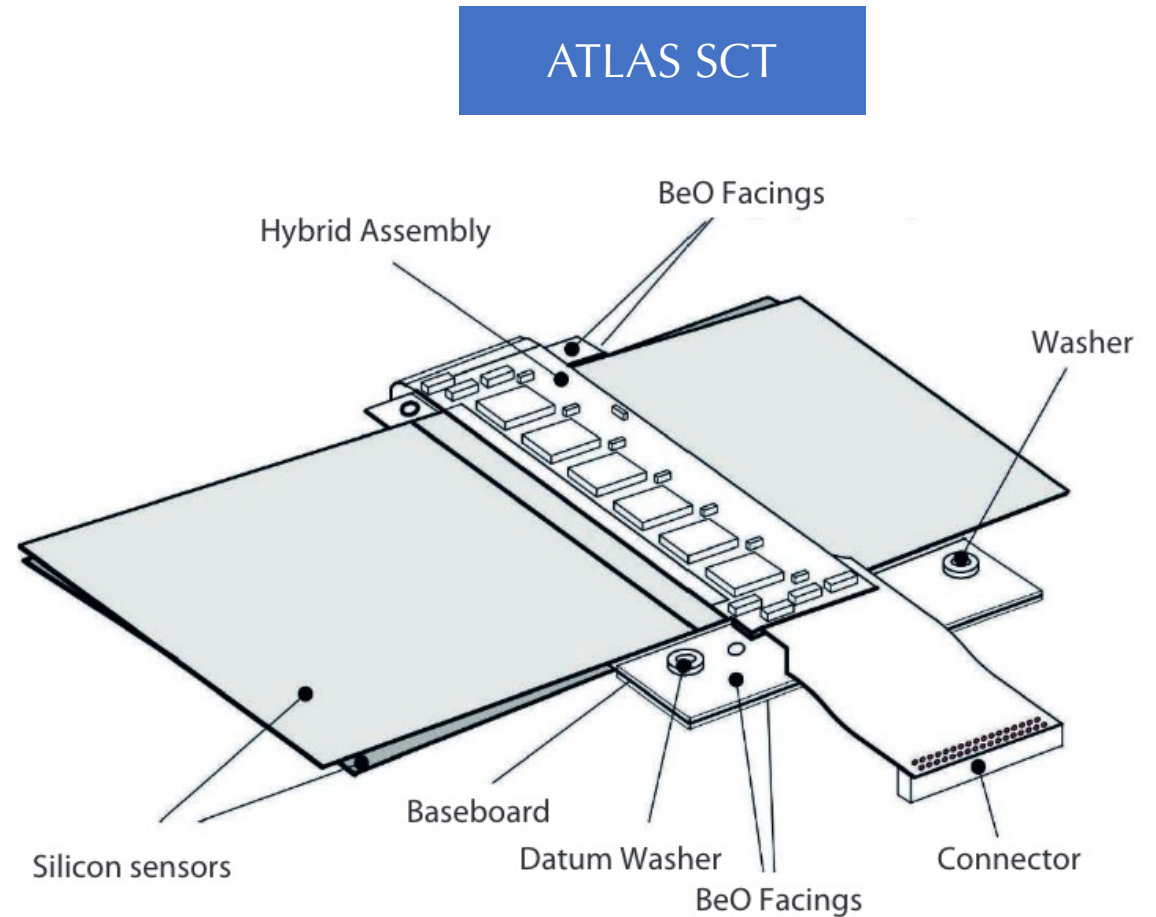 ATLAS SCT
BeO Facings
Hybrid Assembly
Washer
Baseboard
Datum Washer
Connector
Silicon sensors
BeO Facings